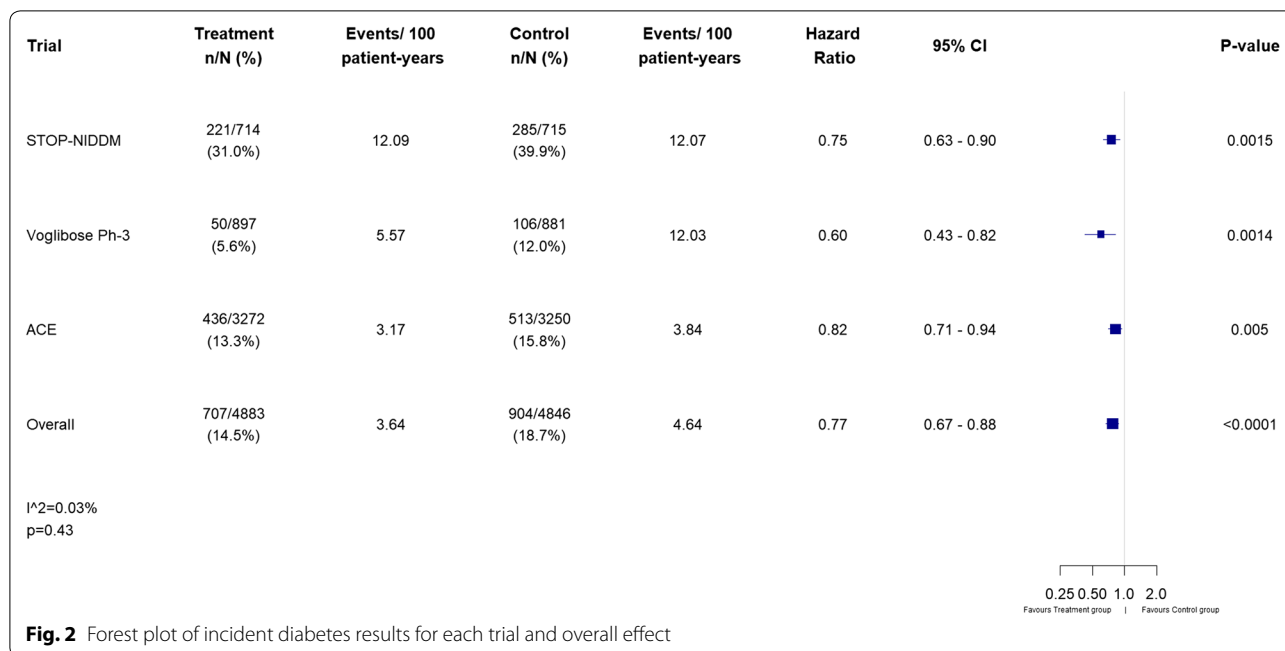 Trial Treatment n/N (%) Events/ 100 patient-years Control n/N (%) Events/ 100 patient-years Hazard Ratio 95% CI P-value
STOP-NIDDM 221/714 (31.0%) 12.09 285/715 (39.9%) 12.07 0.75 0.63 - 0.90 0.0015
Voglibose Ph-3 50/897 (5.6%) 5.57 106/881 (12.0%) 12.03 0.60 0.43 - 0.82 0.0014
ACE 436/3272 (13.3%) 3.17 513/3250 (15.8%) 3.84 0.82 0.71 - 0.94 0.005
Overall 707/4883 (14.5%) 3.64 904/4846 (18.7%) 4.64 0.77 0.67 - 0.88 <0.0001
I^2=0.03%
p=0.43
0.25 0.50 1.0 2.0
Favours Treatment group | Favours Control group
Fig. 2 Forest plot of incident diabetes results for each trial and overall effect